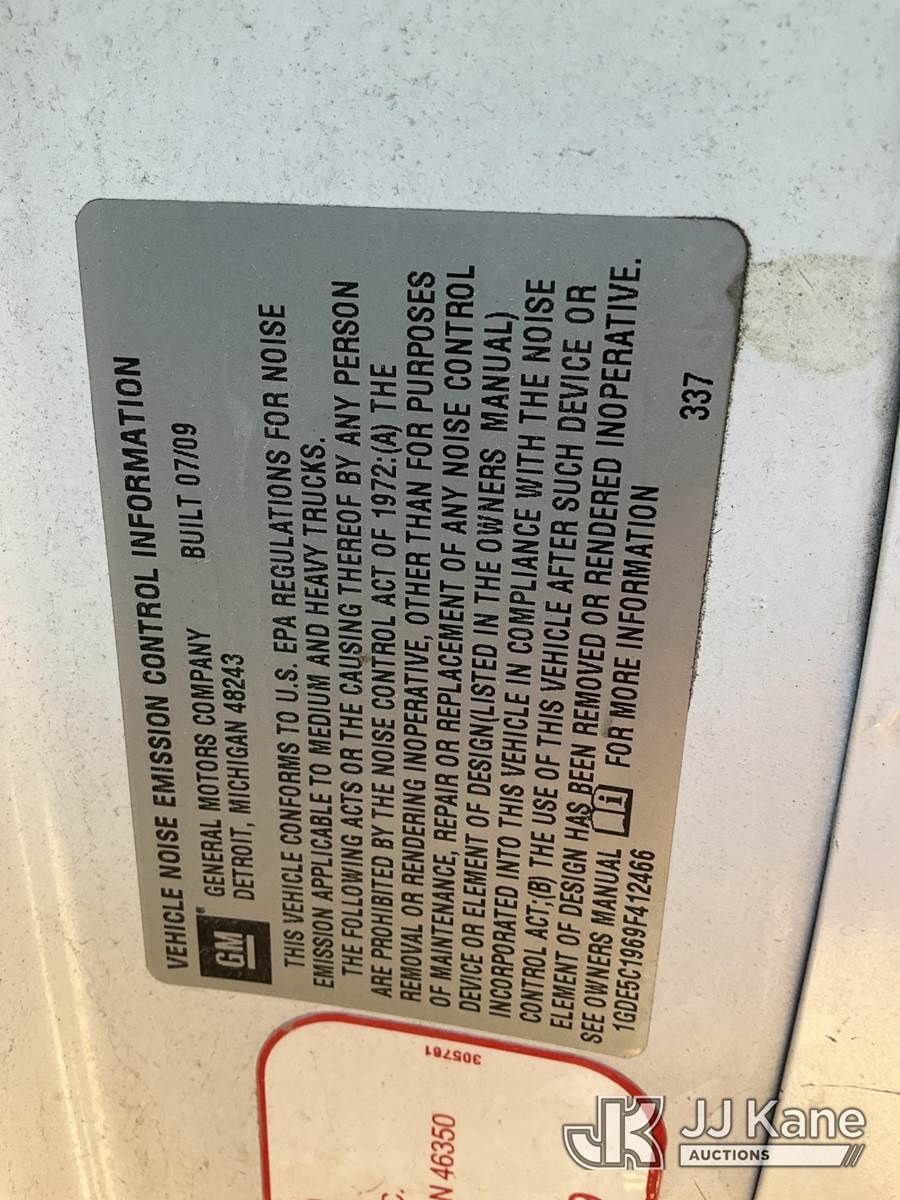 VEHICLE NOISE EMISSION CONTROL INFORMATION
GM
GENERAL MOTORS COMPANY BUILT 07/09
DETROIT, MICHIGAN 48243
THIS VEHICLE CONFORMS TO U.S. EPA REGULATIONS FOR NOISE
EMISSION APPLICABLE TO MEDIUM AND HEAVY TRUCKS.
THE FOLLOWING ACTS OR THE CAUSING THEREOF BY ANY PERSON
ARE PROHIBITED BY THE NOISE CONTROL ACT OF 1972:(A) THE
REMOVAL OR RENDERING INOPERATIVE, OTHER THAN FOR PURPOSES
OF MAINTENANCE, REPAIR OR REPLACEMENT OF ANY NOISE CONTROL
DEVICE OR ELEMENT OF DESIGN(LISTED IN THE OWNERS MANUAL)
INCORPORATED INTO THIS VEHICLE IN COMPLIANCE WITH THE NOISE
CONTROL ACT;(B) THE USE OF THIS VEHICLE AFTER SUCH DEVICE OR
ELEMENT OF DESIGN HAS BEEN REMOVED OR RENDERED INOPERATIVE.
SEE OWNERS MANUAL i FOR MORE INFORMATION
1GDE5C1969F412466 337
305761
C.
N 46350
JJ Kane
AUCTIONS